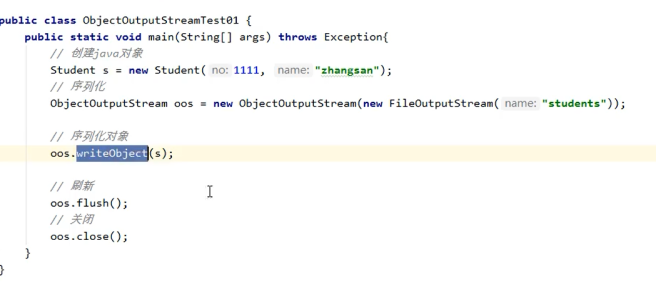 public class ObjectOutputStreamTest01 {
public static void main(String[] args) throws Exception{
// 创建java对象
Student s = new Student( no: 1111, name: "zhangsan");
// 序列化
ObjectOutputStream oos = new ObjectOutputStream(new FileOutputStream( name: "students"));
// 序列化对象
oos.writeObject(s);
// 刷新
oos.flush();
// 关闭
oos.close();
}
}